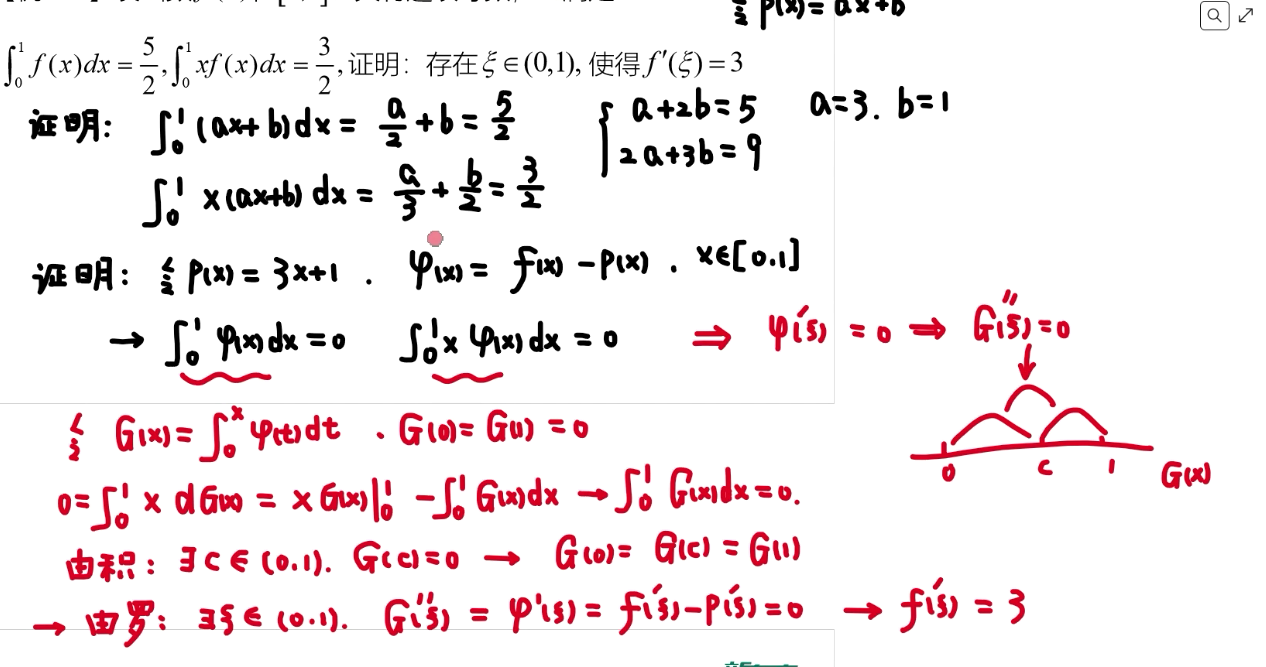 令 p(x) = ax+b
∫₀¹ f(x)dx = 5/2, ∫₀¹ xf(x)dx = 3/2, 证明：存在 ξ∈(0,1), 使得 f′(ξ) = 3
证明: ∫₀¹ (ax+b)dx = a/2 + b = 5/2 { a+2b=5 a=3. b=1
∫₀¹ x(ax+b)dx = a/3 + b/2 = 3/2 2a+3b=9
证明: 令 p(x) = 3x+1. φ(x) = f(x) - p(x). x∈[0.1]
→ ∫₀¹ φ(x)dx = 0 ∫₀¹ x φ(x)dx = 0 ⇒ φ′(ξ) = 0 ⇒ G″(ξ) = 0
令 G(x) = ∫₀ˣ φ(t)dt . G(0) = G(1) = 0
0 c 1 G(x)
0 = ∫₀¹ x dG(x) = x G(x)|₀¹ - ∫₀¹ G(x)dx → ∫₀¹ G(x)dx = 0.
由积: ∃c∈(0.1). G(c)=0 → G(0) = G(c) = G(1)
→ 由罗: ∃ξ∈(0.1). G″(ξ) = φ′(ξ) = f′(ξ) - p′(ξ) = 0 → f′(ξ) = 3